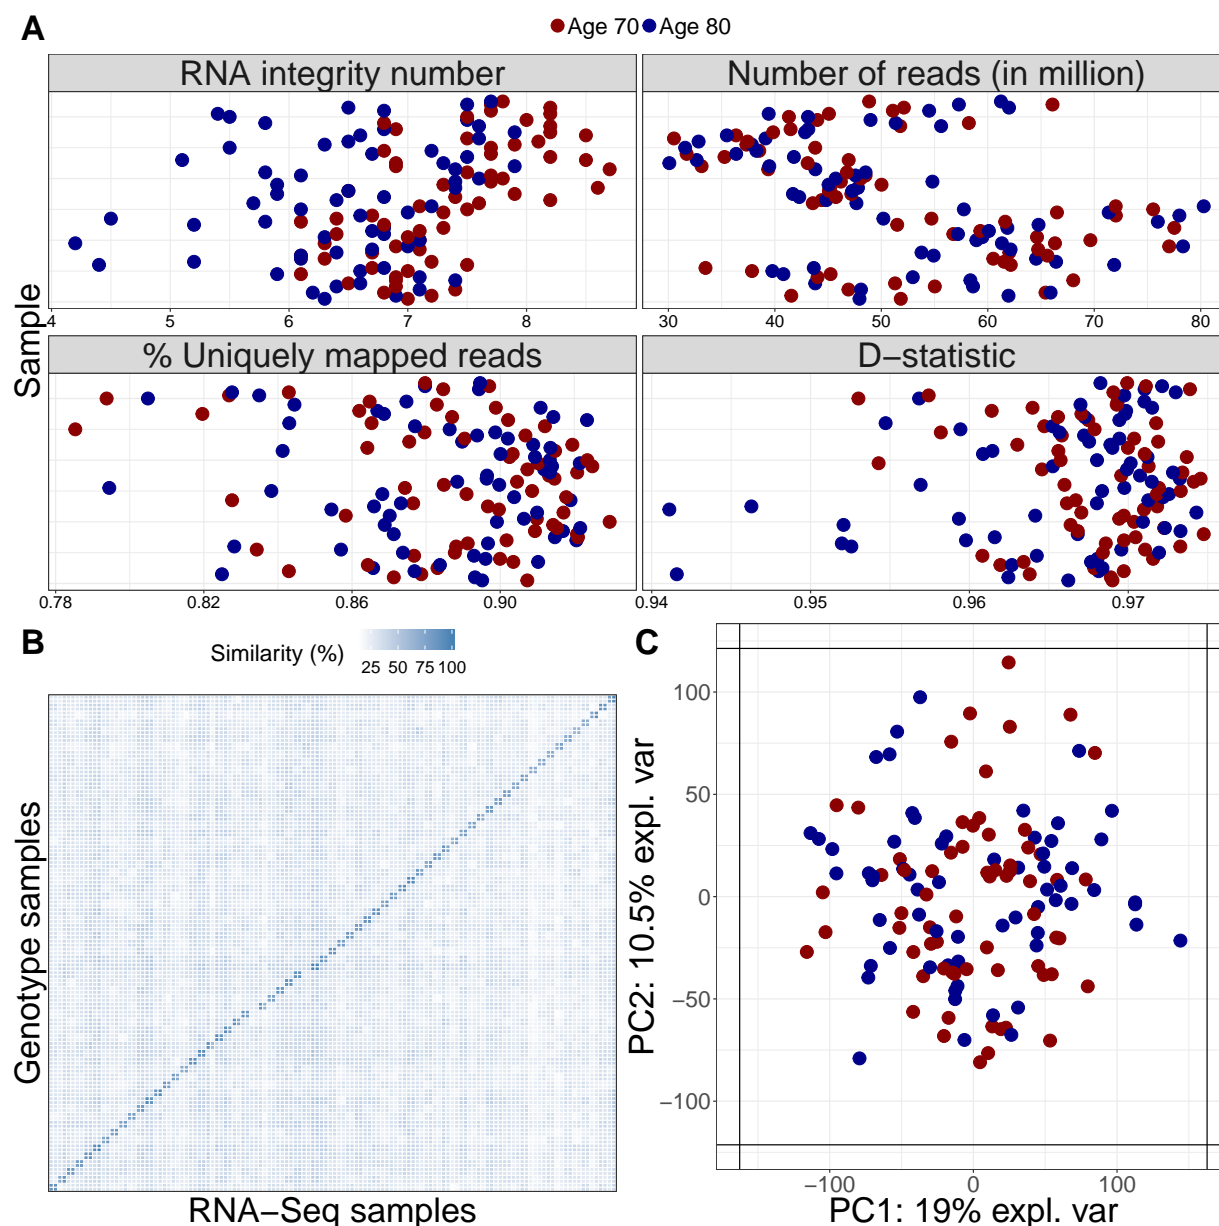 A
Age 70 Age 80
RNA integrity number
Number of reads (in million)
4 5 6 7 8
30 40 50 60 70 80
Sample
% Uniquely mapped reads
D−statistic
0.78 0.82 0.86 0.90
0.94 0.95 0.96 0.97
B
Similarity (%)
25 50 75 100
Genotype samples
RNA−Seq samples
C
PC2: 10.5% expl. var
100
50
0
−50
−100
−100 0 100
PC1: 19% expl. var